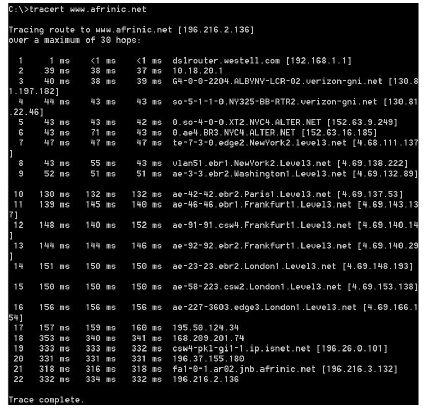 C:\>tracert www.afrinic.net
Tracing route to www.afrinic.net [196.216.2.136]
over a maximum of 30 hops:
1 1 ms <1 ms <1 ms dslrouter.westell.com [192.168.1.1]
2 39 ms 38 ms 37 ms 10.18.20.1
3 40 ms 38 ms 39 ms G4-0-0-2204.ALBYNY-LCR-02.verizon-gni.net [130.8
1.197.182]
4 44 ms 43 ms 43 ms so-5-1-1-0.NY325-BB-RTR2.verizon-gni.net [130.81
.22.46]
5 43 ms 43 ms 42 ms 0.so-4-0-0.XT2.NYC4.ALTER.NET [152.63.9.249]
6 43 ms 71 ms 43 ms 0.ae4.BR3.NYC4.ALTER.NET [152.63.16.185]
7 47 ms 47 ms 47 ms te-7-3-0.edge2.NewYork2.level3.net [4.68.111.137
]
8 43 ms 55 ms 43 ms vlan51.ebr1.NewYork2.Level3.net [4.69.138.222]
9 52 ms 51 ms 51 ms ae-3-3.ebr2.Washington1.Level3.net [4.69.132.89]
10 130 ms 132 ms 132 ms ae-42-42.ebr2.Paris1.Level3.net [4.69.137.53]
11 139 ms 145 ms 140 ms ae-46-46.ebr1.Frankfurt1.Level3.net [4.69.143.13
7]
12 148 ms 140 ms 152 ms ae-91-91.csw4.Frankfurt1.Level3.net [4.69.140.14
]
13 144 ms 144 ms 146 ms ae-92-92.ebr2.Frankfurt1.Level3.net [4.69.140.29
]
14 151 ms 150 ms 150 ms ae-23-23.ebr2.London1.Level3.net [4.69.148.193]
15 150 ms 150 ms 150 ms ae-58-223.csw2.London1.Level3.net [4.69.153.138]
16 156 ms 156 ms 156 ms ae-227-3603.edge3.London1.Level3.net [4.69.166.1
54]
17 157 ms 159 ms 160 ms 195.50.124.34
18 353 ms 340 ms 341 ms 168.209.201.74
19 333 ms 333 ms 332 ms csw4-pkl-gi1-1.ip.isnet.net [196.26.0.101]
20 331 ms 331 ms 331 ms 196.37.155.180
21 318 ms 316 ms 318 ms fa1-0-1.ar02.jnb.afrinic.net [196.216.3.132]
22 332 ms 334 ms 332 ms 196.216.2.136
Trace complete.